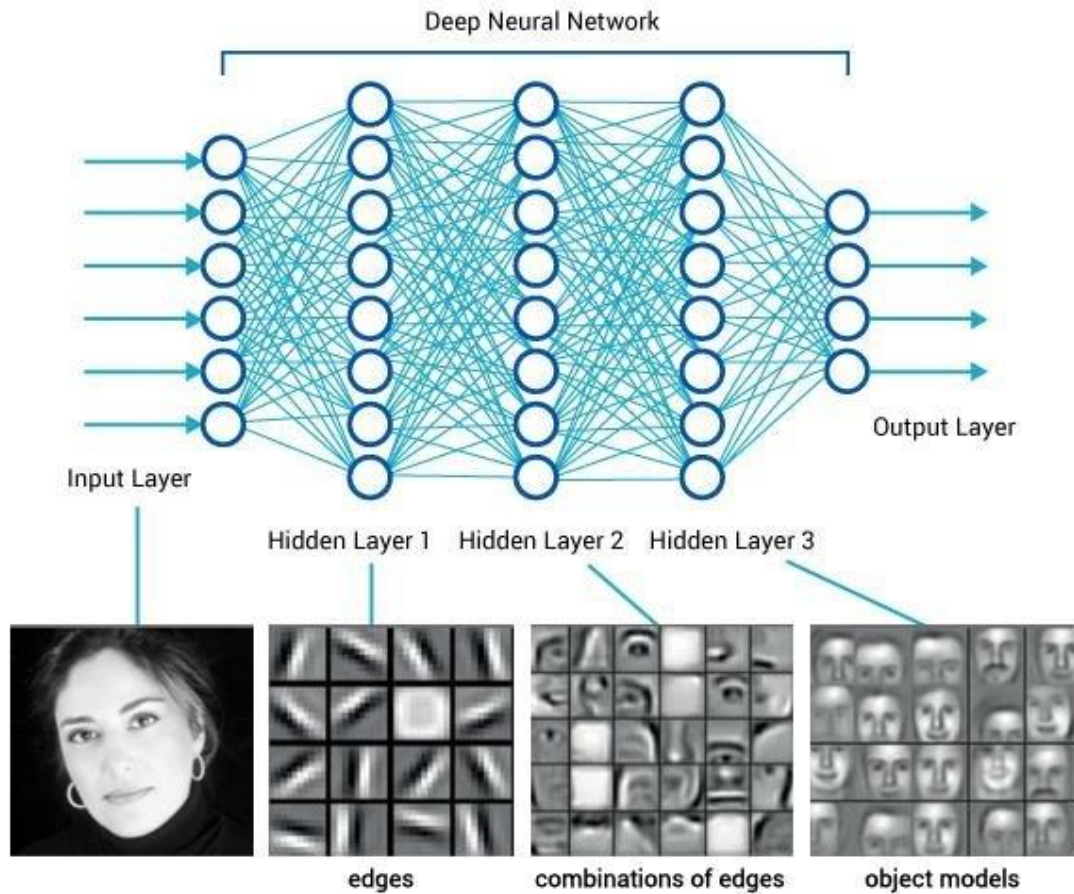 Deep Neural Network
Output Layer
Input Layer
Hidden Layer 1 Hidden Layer 2 Hidden Layer 3
edges combinations of edges object models